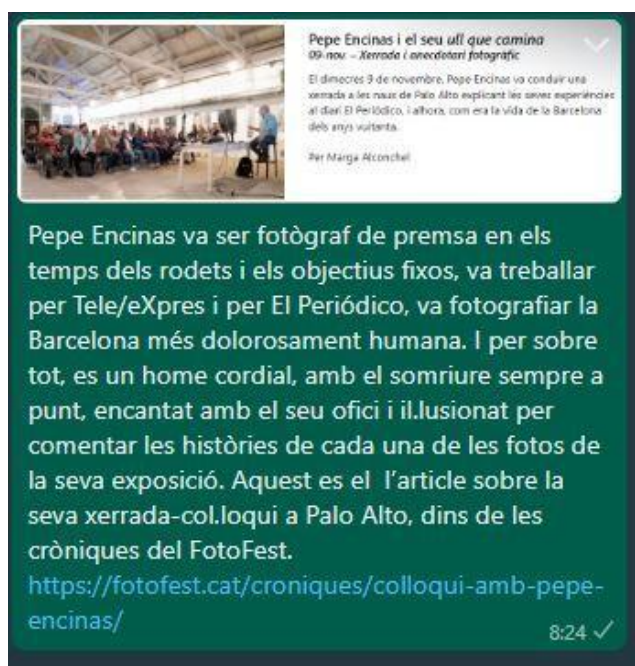 Pepe Encinas i el seu ull que camina
09-nov. – Xerrada i anecdotari fotogràfic
El dimecres 9 de novembre, Pepe Encinas va conduir una
xerrada a les naus de Palo Alto explicant les seves experiències
al diari El Periódico, i alhora, com era la vida de la Barcelona
dels anys vuitanta.
Per Marga Alconchel
Pepe Encinas va ser fotògraf de premsa en els
temps dels rodets i els objectius fixos, va treballar
per Tele/eXpres i per El Periódico, va fotografiar la
Barcelona més dolorosament humana. I per sobre
tot, es un home cordial, amb el somriure sempre a
punt, encantat amb el seu ofici i il.lusionat per
comentar les històries de cada una de les fotos de
la seva exposició. Aquest es el  l’article sobre la
seva xerrada-col.loqui a Palo Alto, dins de les
cròniques del FotoFest.
https://fotofest.cat/croniques/colloqui-amb-pepe-
encinas/
8:24